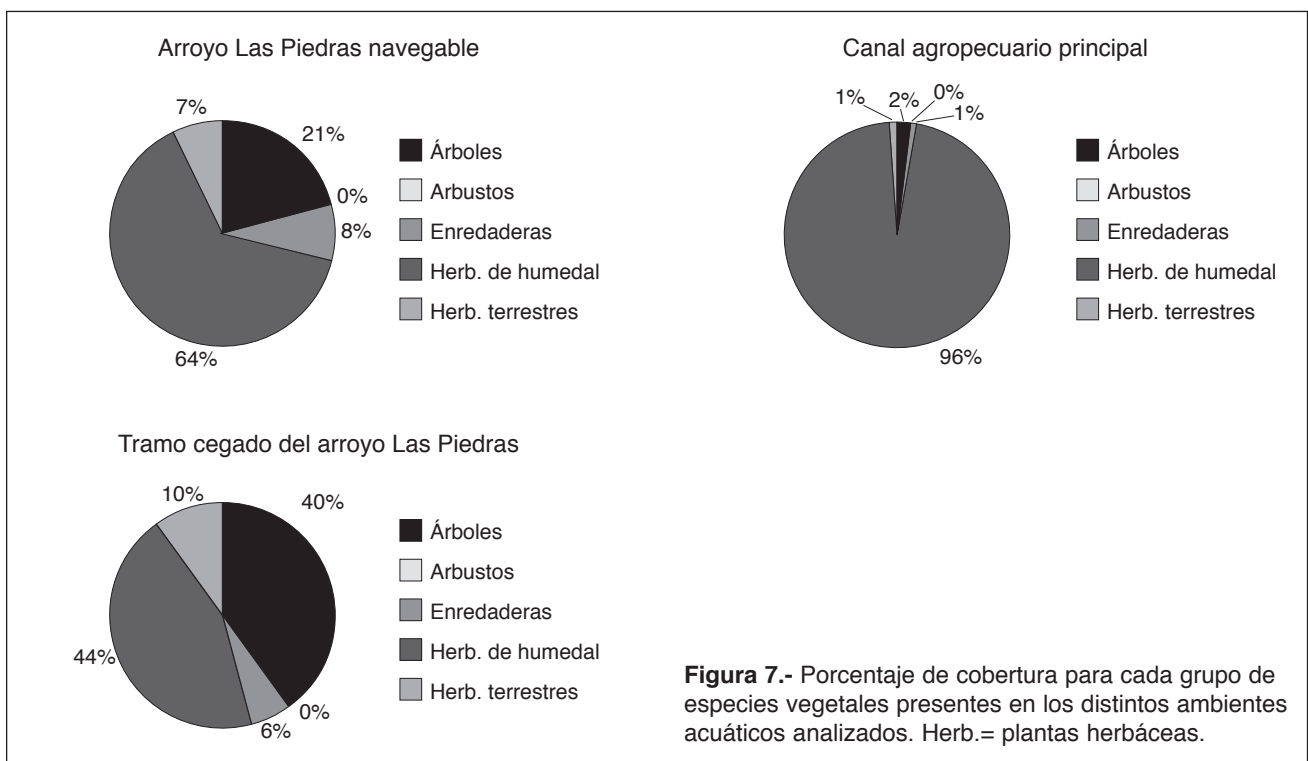 Arroyo Las Piedras navegable
7%
21%
0%
8%
64%
Árboles
Arbustos
Enredaderas
Herb. de humedal
Herb. terrestres
Canal agropecuario principal
1%
2%
0%
1%
96%
Árboles
Arbustos
Enredaderas
Herb. de humedal
Herb. terrestres
Tramo cegado del arroyo Las Piedras
10%
40%
44%
0%
6%
Árboles
Arbustos
Enredaderas
Herb. de humedal
Herb. terrestres
Figura 7.- Porcentaje de cobertura para cada grupo de
especies vegetales presentes en los distintos ambientes
acuáticos analizados. Herb.= plantas herbáceas.